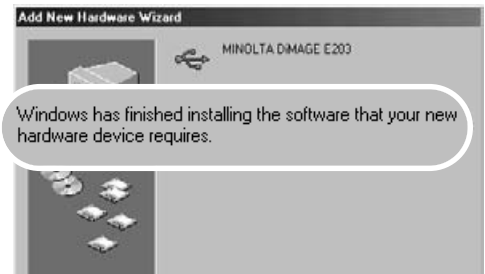 Add New Hardware Wizard
MINOLTA DiMAGE E203
Windows has finished installing the software that your new
hardware device requires.